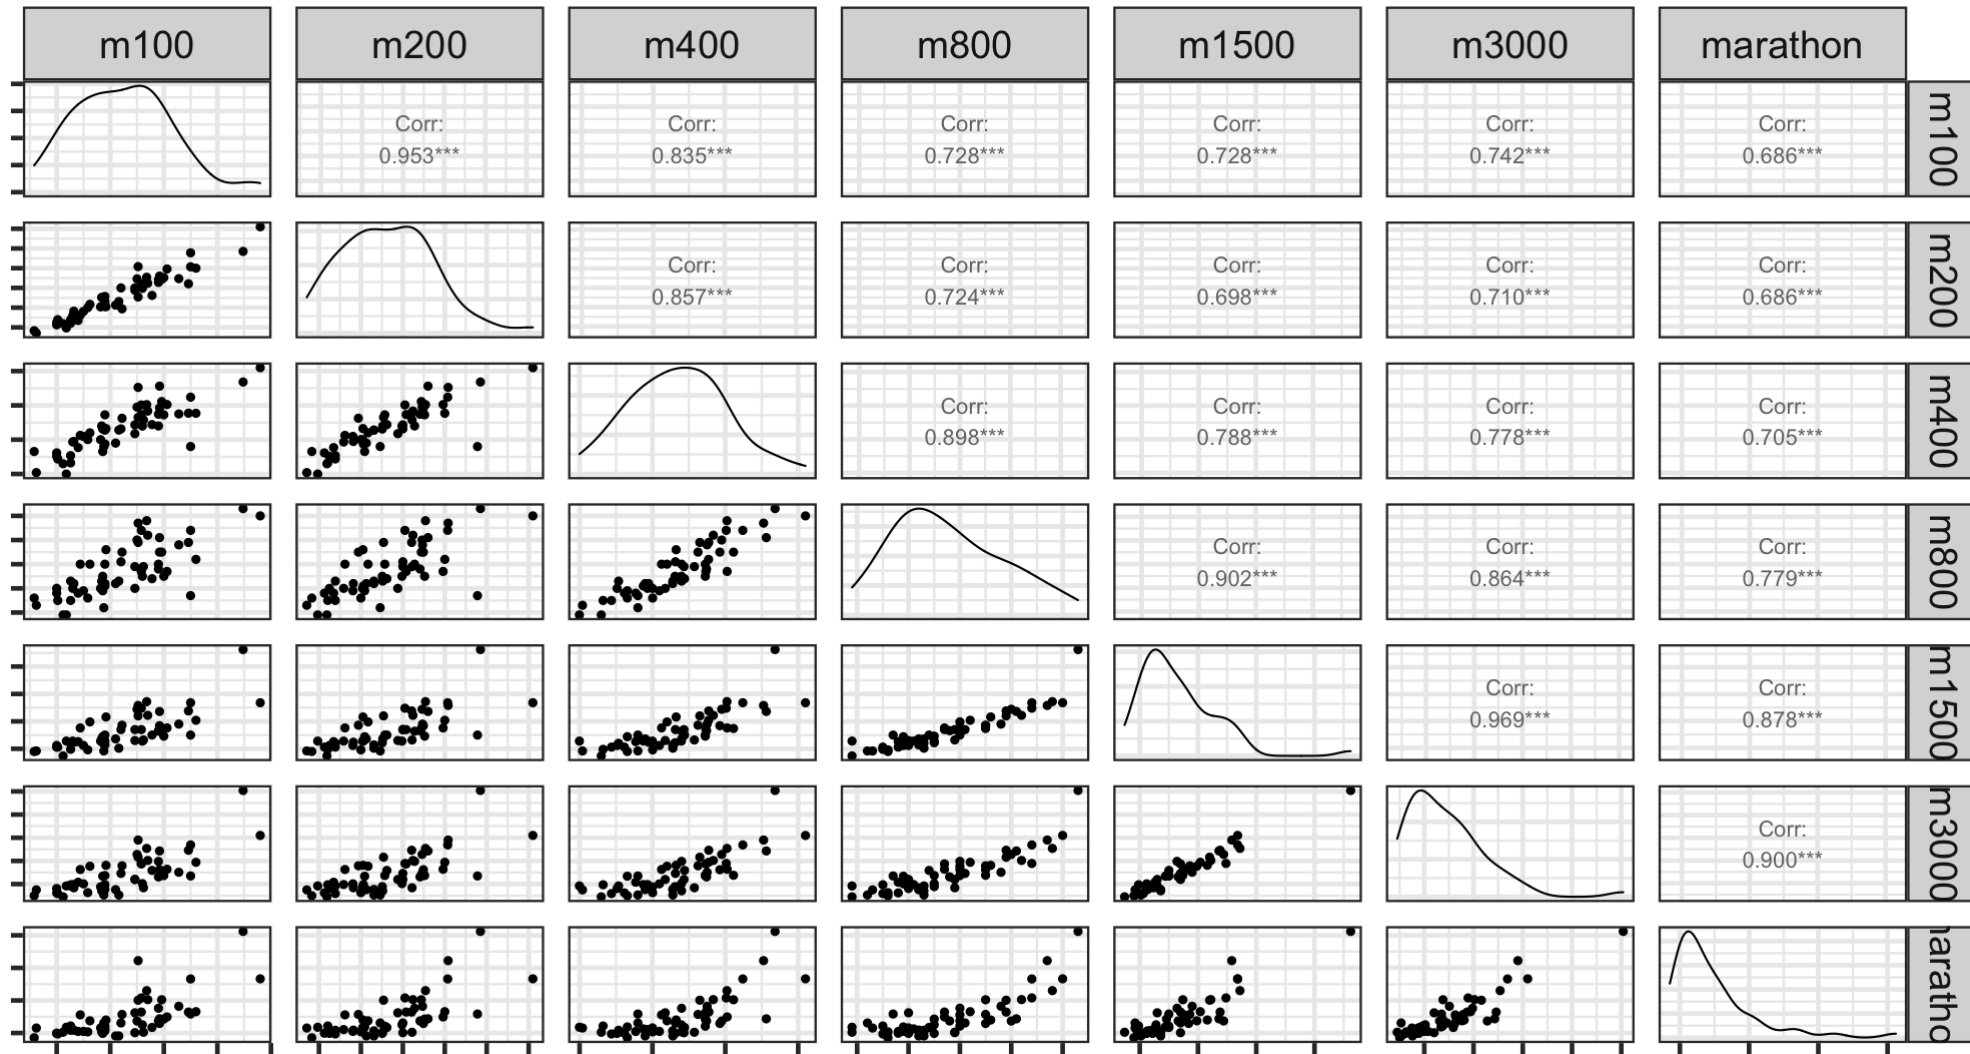 m100 m200 m400 m800 m1500 m3000 marathon
Corr: Corr: Corr: Corr: Corr: Corr: m100
0.953*** 0.835*** 0.728*** 0.728*** 0.742*** 0.686***
Corr: Corr: Corr: Corr: Corr: m200
0.857*** 0.724*** 0.698*** 0.710*** 0.686***
Corr: Corr: Corr: Corr: m400
0.898*** 0.788*** 0.778*** 0.705***
Corr: Corr: Corr: m800
0.902*** 0.864*** 0.779***
Corr: Corr: m1500
0.969*** 0.878***
Corr: m3000
0.900***
aratho